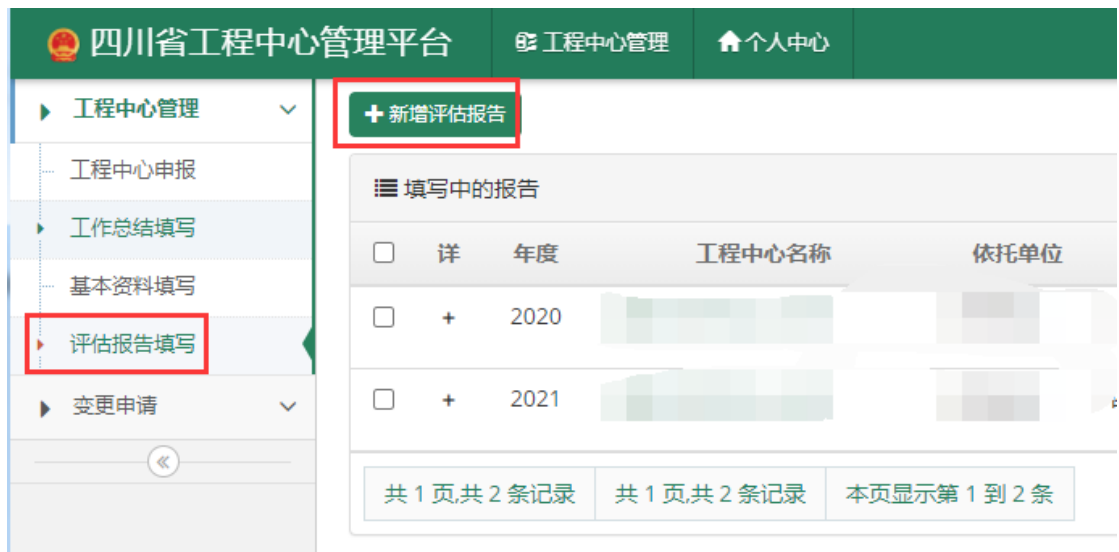 四川省工程中心管理平台 工程中心管理 个人中心
工程中心管理
工程中心申报
工作总结填写
基本资料填写
评估报告填写
变更申请
+ 新增评估报告
填写中的报告
详 年度 工程中心名称 依托单位
+ 2020
+ 2021
共 1 页,共 2 条记录 共 1 页,共 2 条记录 本页显示第 1 到 2 条